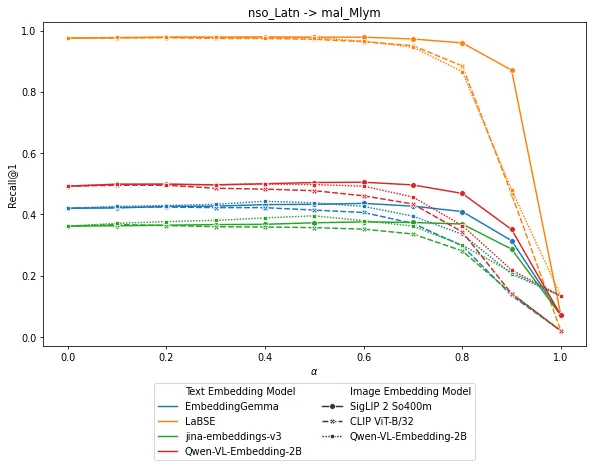 nso_Latn -> mal_Mlym
Recall@1
1.0
0.8
0.6
0.4
0.2
0.0
0.0 0.2 0.4 0.6 0.8 1.0
α
Text Embedding Model Image Embedding Model
EmbeddingGemma SigLIP 2 So400m
LaBSE CLIP ViT-B/32
jina-embeddings-v3 Qwen-VL-Embedding-2B
Qwen-VL-Embedding-2B